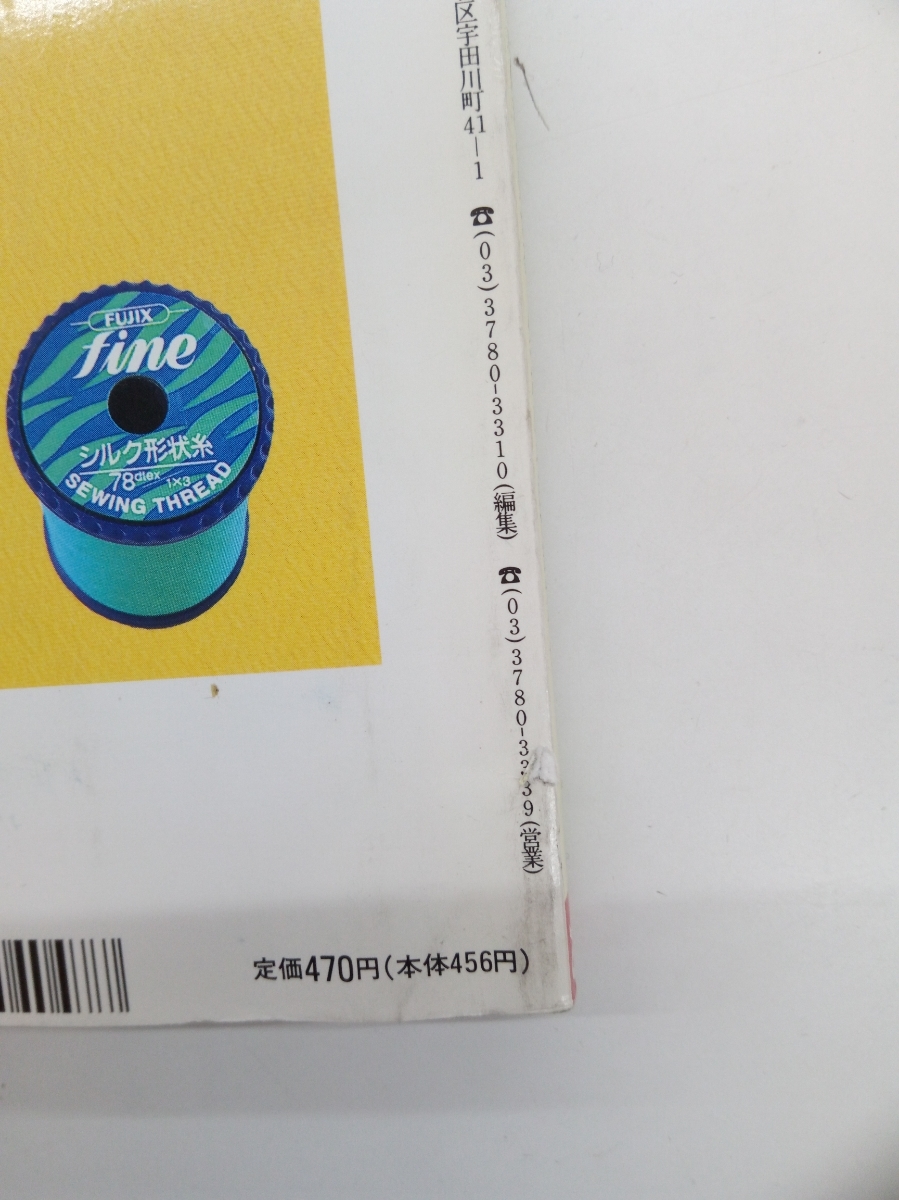 区宇田川町41—1 ☎(03)3780-3310(編集) ☎(03)3780-3339(営業)
FUJIX
fine
シルク形状糸
78dtex 1×3
SEWING THREAD
定価470円(本体456円)